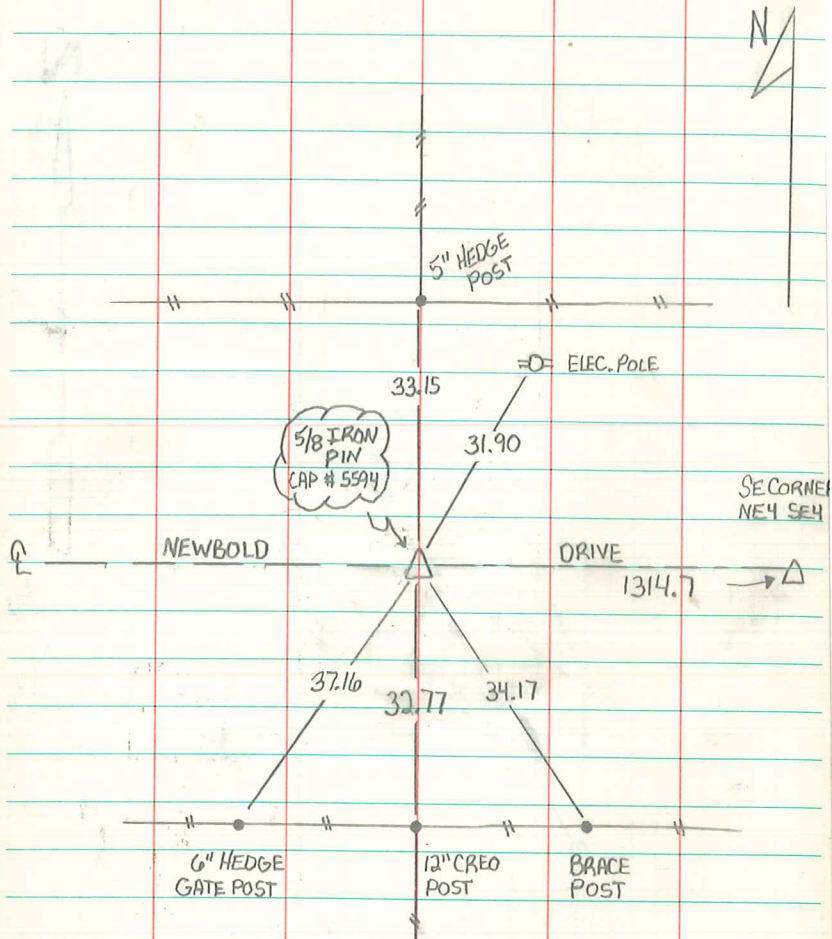 N
5" HEDGE
POST
ELEC. POLE
33.15
5/8 IRON
PIN
CAP # 5594
31.90
SE CORNER
NE4 SE4
℄
NEWBOLD
DRIVE
1314.7
37.16
32.77
34.17
6" HEDGE
GATE POST
12" CREO
POST
BRACE
POST